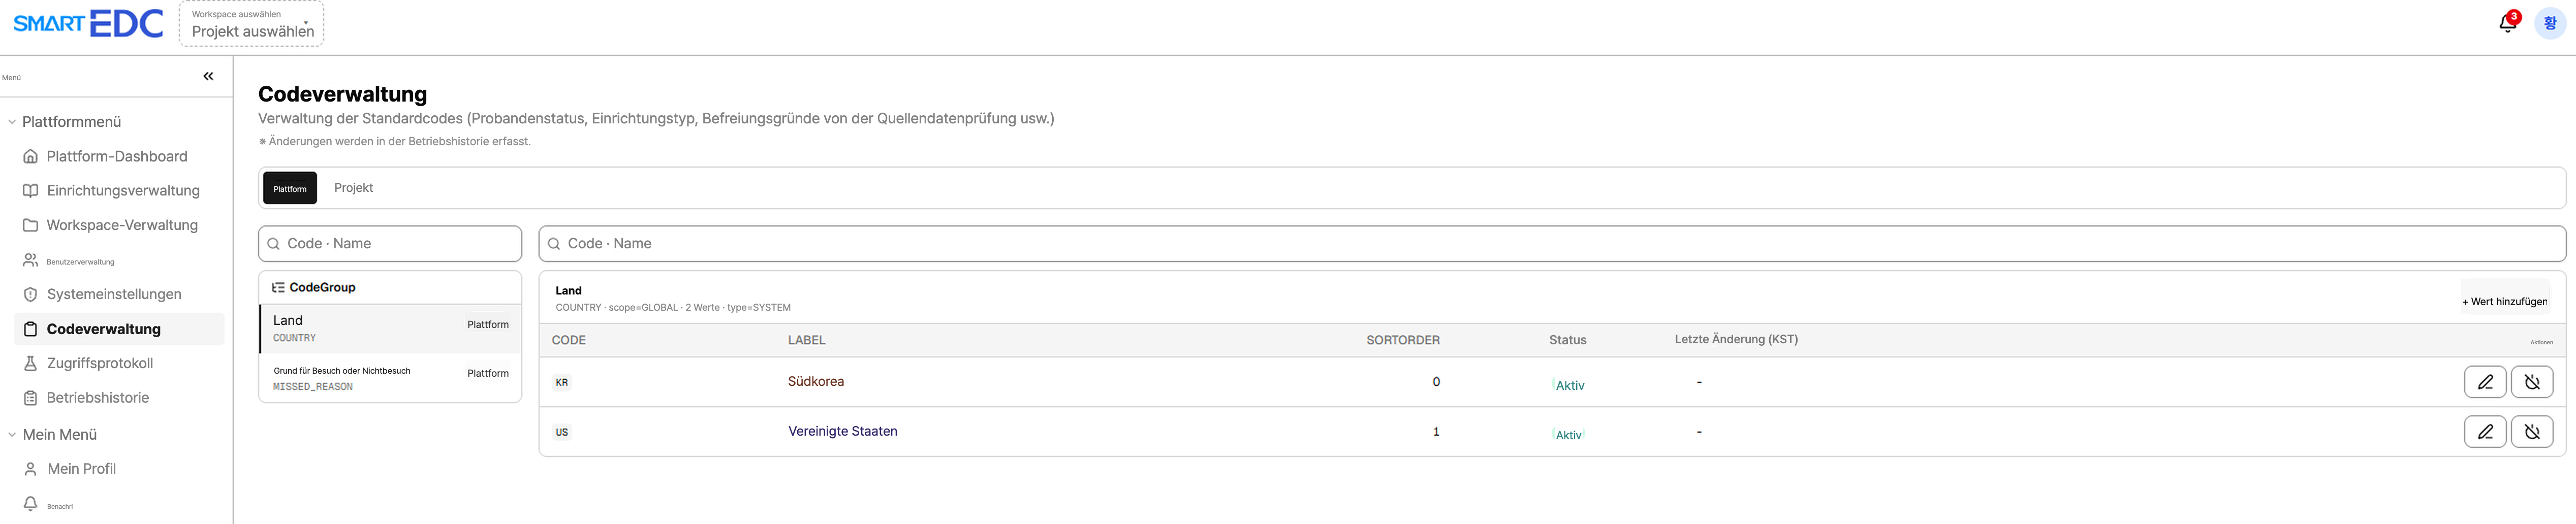 SMART EDC
Workspace auswählen
Projekt auswählen
3
황
Menü
Plattformmenü
Plattform-Dashboard
Einrichtungsverwaltung
Workspace-Verwaltung
Benutzerverwaltung
Systemeinstellungen
Codeverwaltung
Zugriffsprotokoll
Betriebshistorie
Mein Menü
Mein Profil
Benachri
Codeverwaltung
Verwaltung der Standardcodes (Probandenstatus, Einrichtungstyp, Befreiungsgründe von der Quellendatenprüfung usw.)
※ Änderungen werden in der Betriebshistorie erfasst.
Plattform
Projekt
Code · Name
CodeGroup
Land
Plattform
COUNTRY
Grund für Besuch oder Nichtbesuch
Plattform
MISSED_REASON
Code · Name
Land
COUNTRY · scope=GLOBAL · 2 Werte · type=SYSTEM
+ Wert hinzufügen
CODE LABEL SORTORDER Status Letzte Änderung (KST) Aktionen
KR Südkorea 0 Aktiv -
US Vereinigte Staaten 1 Aktiv -